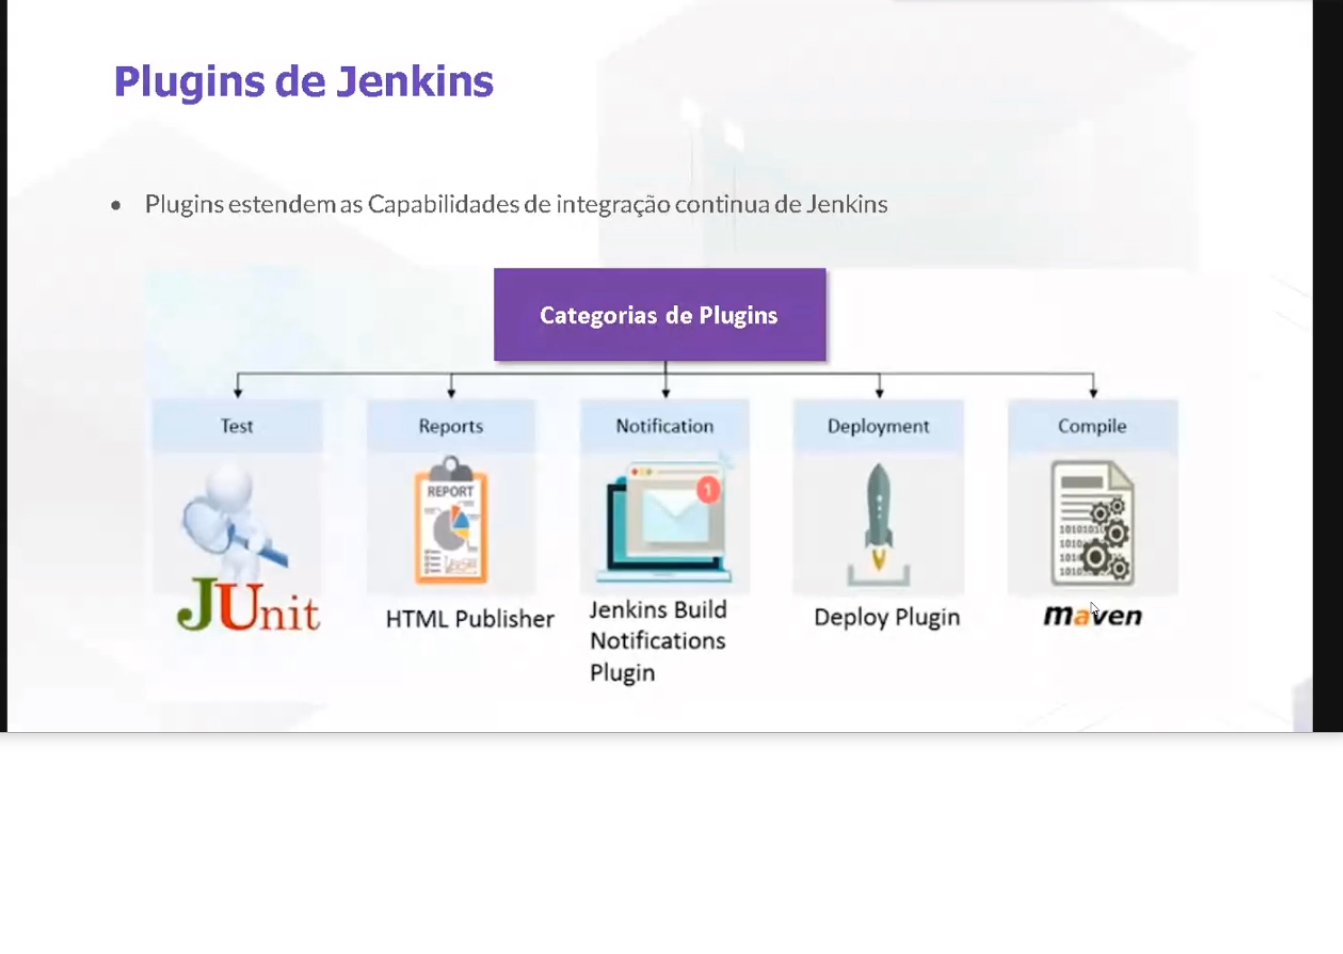 Plugins de Jenkins
• Plugins estendem as Capabilidades de integração continua de Jenkins
Categorias de Plugins
Test
Reports
Notification
Deployment
Compile
REPORT
1
JUnit
HTML Publisher
Jenkins Build
Notifications
Plugin
Deploy Plugin
maven